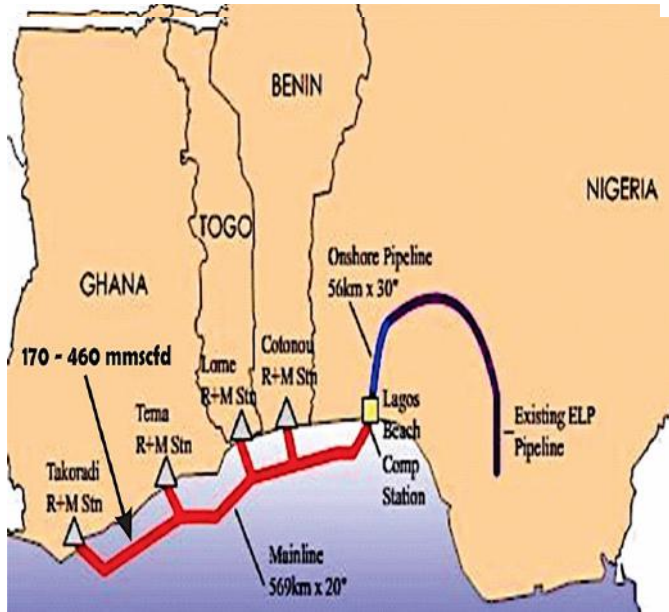 BENIN
NIGERIA
TOGO
Onshore Pipeline
56km x 30"
GHANA
170 - 460 mmscfd
Lome
R+M Stn
Cotonou
R+M Stn
Tema
R+M Stn
Lagos
Beach
Comp
Station
Existing ELP
Pipeline
Takoradi
R+M Stn
Mainline
569km x 20"